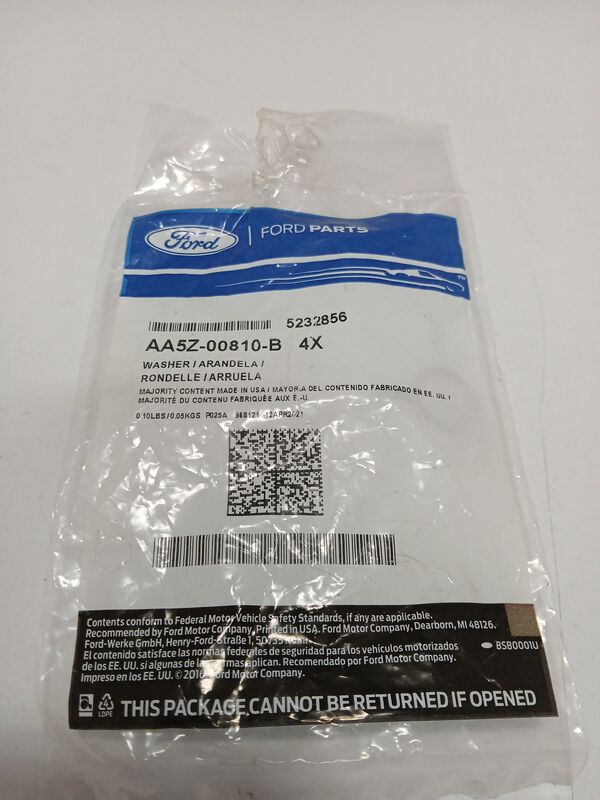 Ford
FORD PARTS
TM
5232856
AA5Z-00810-B 4X
WASHER / ARANDELA /
RONDELLE / ARRUELA
MAJORITY CONTENT MADE IN USA / MAYORIA DEL CONTENIDO FABRICADO EN EE. UU. /
MAJORITÉ DU CONTENU FABRIQUÉE AUX É.-U.
0.10LBS/0.05KGS P025A
Contents conform to Federal Motor Vehicle Safety Standards, if any are applicable.
Recommended by Ford Motor Company, Printed in USA. Ford Motor Company, Dearborn, MI 48126.
Ford-Werke GmbH, Henry-Ford-Straße 1,
El contenido satisface las normas federales de seguridad para los vehículos motorizados
de los EE. UU. si algunas de las normas aplican. Recomendado por Ford Motor Company.
Impreso en los EE. UU. © 2016 Ford Motor Company.
BSB0001U
4
LDPE
THIS PACKAGE CANNOT BE RETURNED IF OPENED